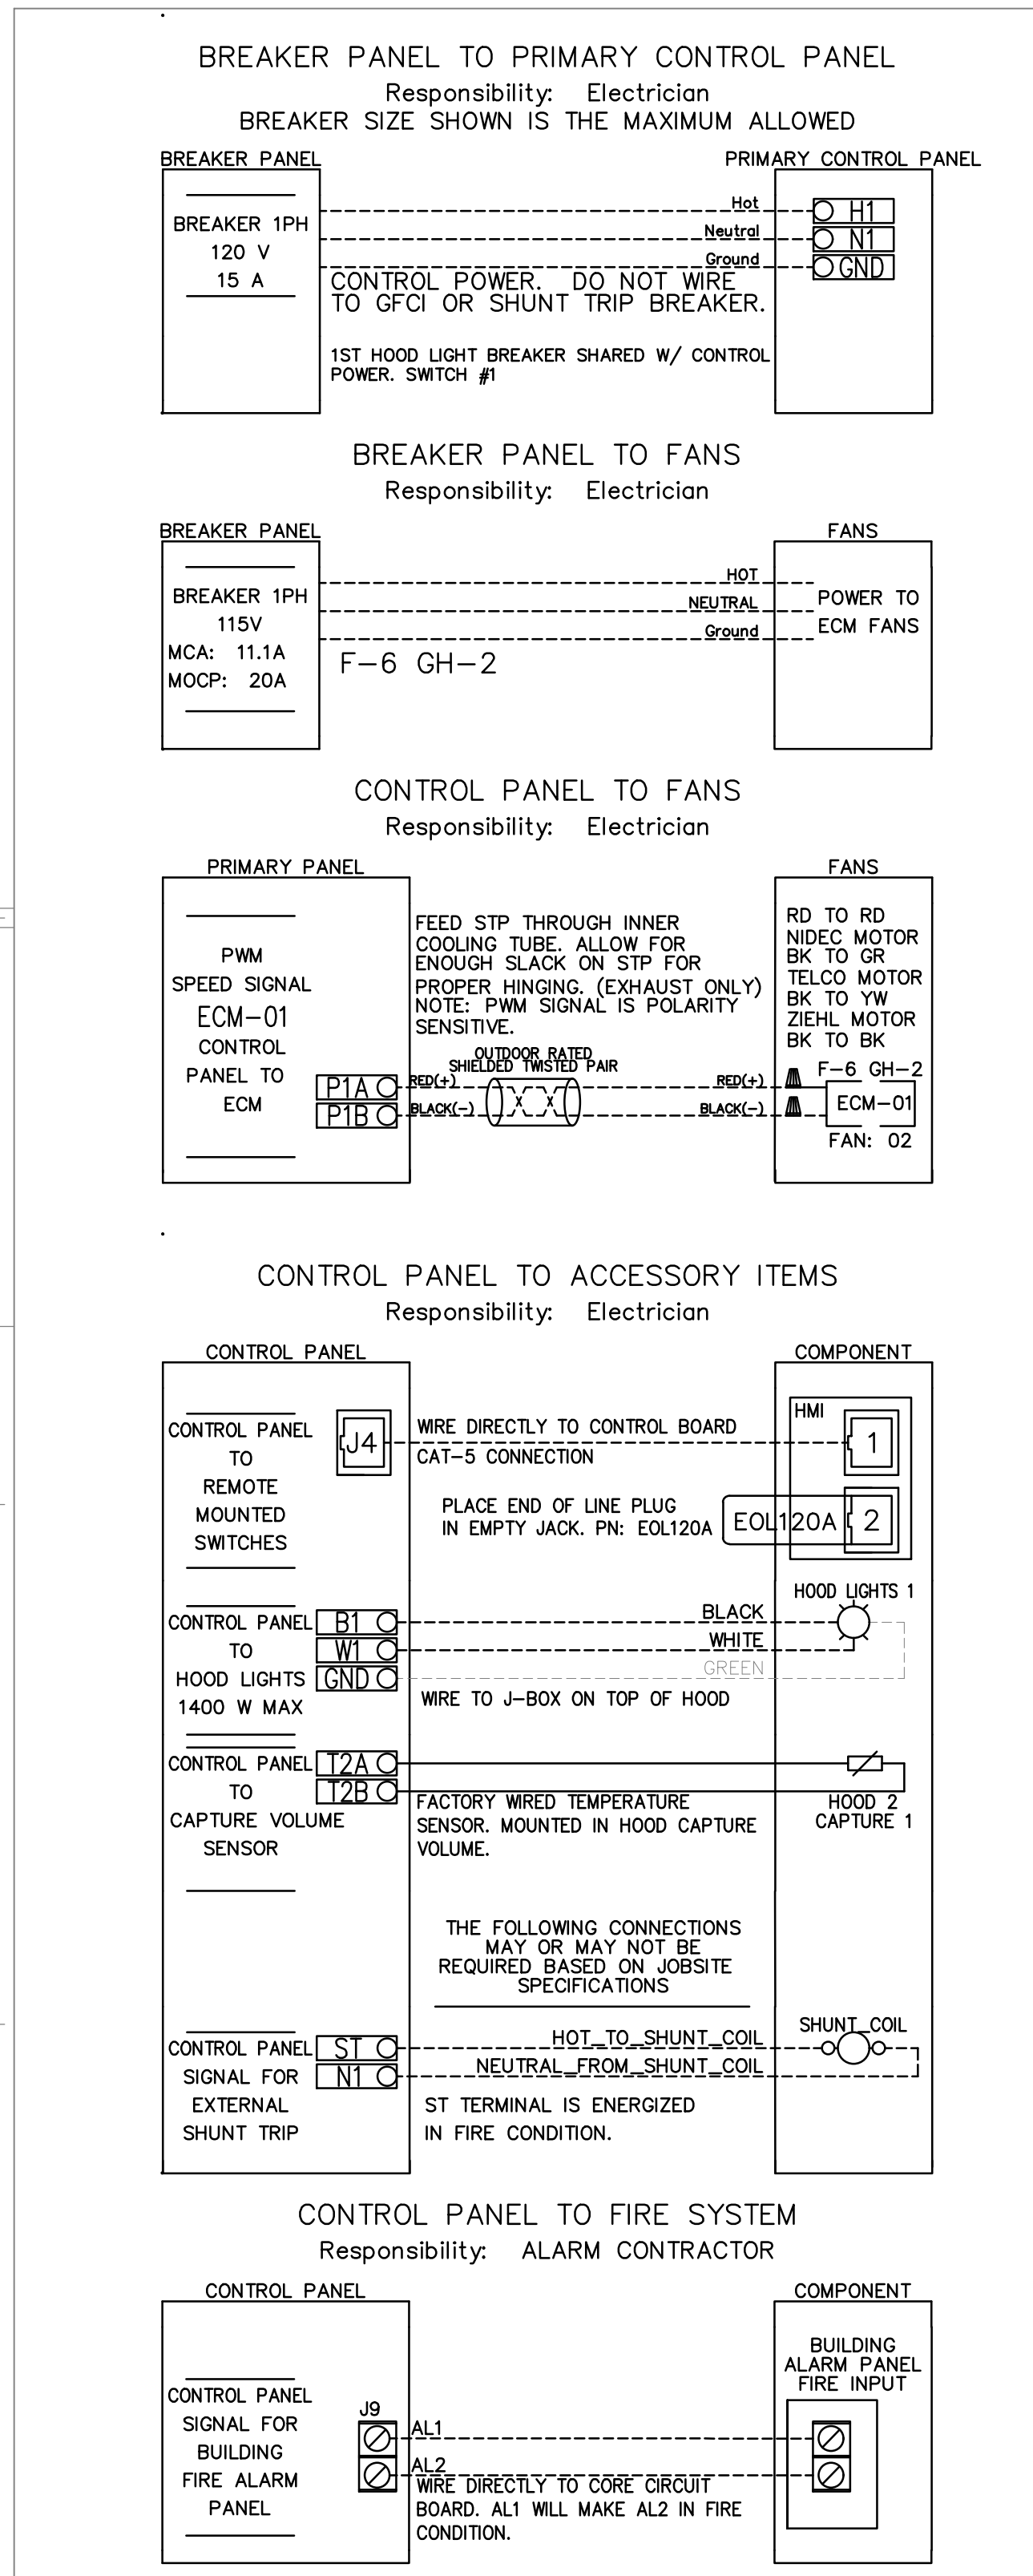 BREAKER PANEL TO PRIMARY CONTROL PANEL
Responsibility: Electrician
BREAKER SIZE SHOWN IS THE MAXIMUM ALLOWED
BREAKER PANEL
PRIMARY CONTROL PANEL
BREAKER 1PH
120 V
15 A
Hot
H1
Neutral
N1
Ground
GND
CONTROL POWER. DO NOT WIRE
TO GFCI OR SHUNT TRIP BREAKER.
1ST HOOD LIGHT BREAKER SHARED W/ CONTROL
POWER. SWITCH #1
BREAKER PANEL TO FANS
Responsibility: Electrician
BREAKER PANEL
FANS
BREAKER 1PH
115V
MCA: 11.1A
MOCP: 20A
HOT
NEUTRAL
Ground
F-6 GH-2
POWER TO
ECM FANS
CONTROL PANEL TO FANS
Responsibility: Electrician
PRIMARY PANEL
FANS
PWM
SPEED SIGNAL
ECM-01
CONTROL
PANEL TO
ECM
P1A
P1B
FEED STP THROUGH INNER
COOLING TUBE. ALLOW FOR
ENOUGH SLACK ON STP FOR
PROPER HINGING. (EXHAUST ONLY)
NOTE: PWM SIGNAL IS POLARITY
SENSITIVE.
OUTDOOR RATED
SHIELDED TWISTED PAIR
RED(+)
RED(+)
BLACK(-)
BLACK(-)
RD TO RD
NIDEC MOTOR
BK TO GR
TELCO MOTOR
BK TO YW
ZIEHL MOTOR
BK TO BK
F-6 GH-2
ECM-01
FAN: 02
CONTROL PANEL TO ACCESSORY ITEMS
Responsibility: Electrician
CONTROL PANEL
COMPONENT
CONTROL PANEL
TO
REMOTE
MOUNTED
SWITCHES
J4
WIRE DIRECTLY TO CONTROL BOARD
CAT-5 CONNECTION
HMI
1
PLACE END OF LINE PLUG
IN EMPTY JACK. PN: EOL120A
EOL120A
2
CONTROL PANEL
TO
HOOD LIGHTS
1400 W MAX
B1
W1
GND
BLACK
WHITE
GREEN
WIRE TO J-BOX ON TOP OF HOOD
HOOD LIGHTS 1
CONTROL PANEL
TO
CAPTURE VOLUME
SENSOR
T2A
T2B
FACTORY WIRED TEMPERATURE
SENSOR. MOUNTED IN HOOD CAPTURE
VOLUME.
HOOD 2
CAPTURE 1
THE FOLLOWING CONNECTIONS
MAY OR MAY NOT BE
REQUIRED BASED ON JOBSITE
SPECIFICATIONS
CONTROL PANEL
SIGNAL FOR
EXTERNAL
SHUNT TRIP
ST
N1
HOT_TO_SHUNT_COIL
NEUTRAL_FROM_SHUNT_COIL
ST TERMINAL IS ENERGIZED
IN FIRE CONDITION.
SHUNT_COIL
CONTROL PANEL TO FIRE SYSTEM
Responsibility: ALARM CONTRACTOR
CONTROL PANEL
COMPONENT
CONTROL PANEL
SIGNAL FOR
BUILDING
FIRE ALARM
PANEL
J9
AL1
AL2
WIRE DIRECTLY TO CORE CIRCUIT
BOARD. AL1 WILL MAKE AL2 IN FIRE
CONDITION.
BUILDING
ALARM PANEL
FIRE INPUT